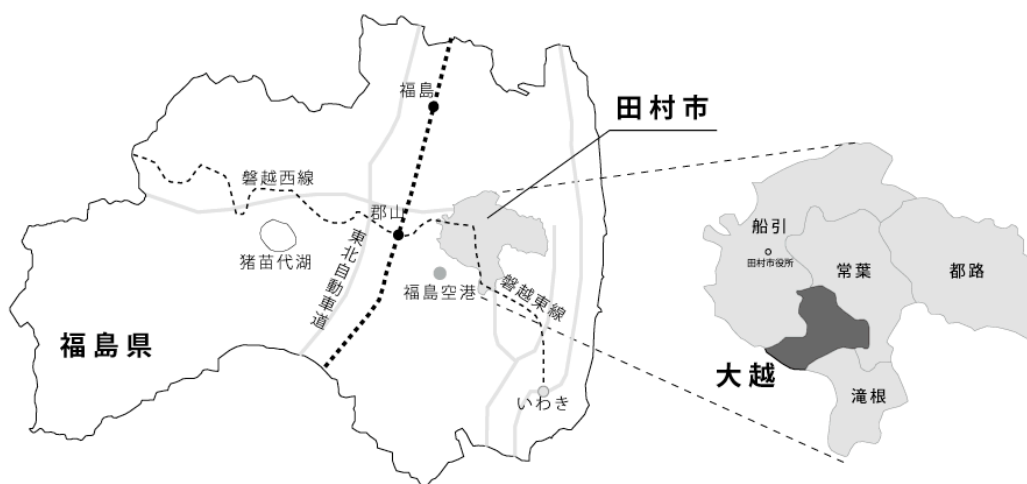 福島
田村市
磐越西線
郡山
猪苗代湖
東北自動車道
福島空港
磐越東線
福島県
いわき
船引
田村市役所
常葉
都路
大越
滝根